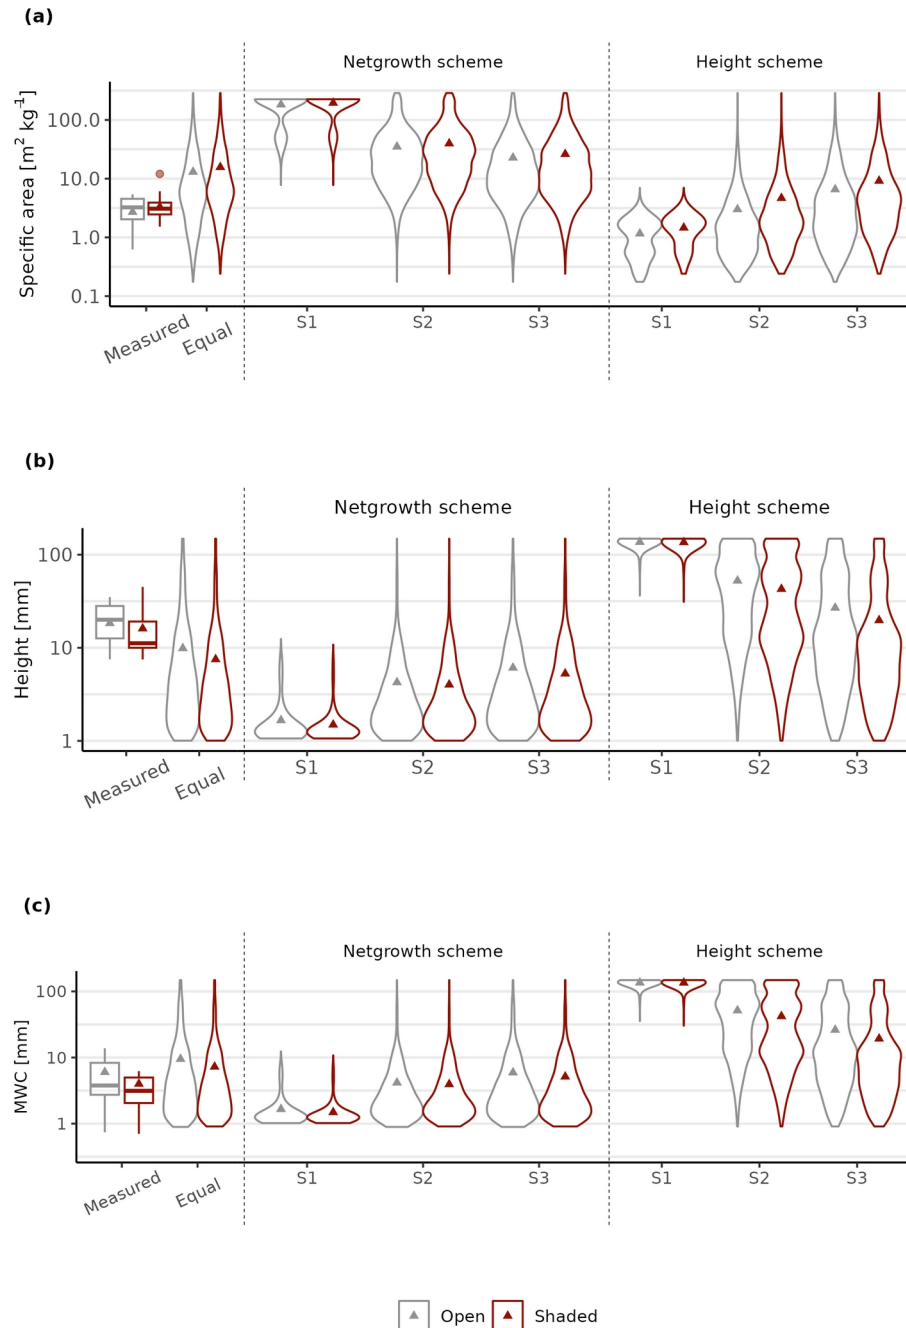 (a)
Netgrowth scheme
Height scheme
Specific area [m² kg⁻¹]
100.0
10.0
1.0
0.1
Measured
Equal
S1
S2
S3
S1
S2
S3
(b)
Netgrowth scheme
Height scheme
Height [mm]
100
10
1
Measured
Equal
S1
S2
S3
S1
S2
S3
(c)
Netgrowth scheme
Height scheme
MWC [mm]
100
10
1
Measured
Equal
S1
S2
S3
S1
S2
S3
Open
Shaded